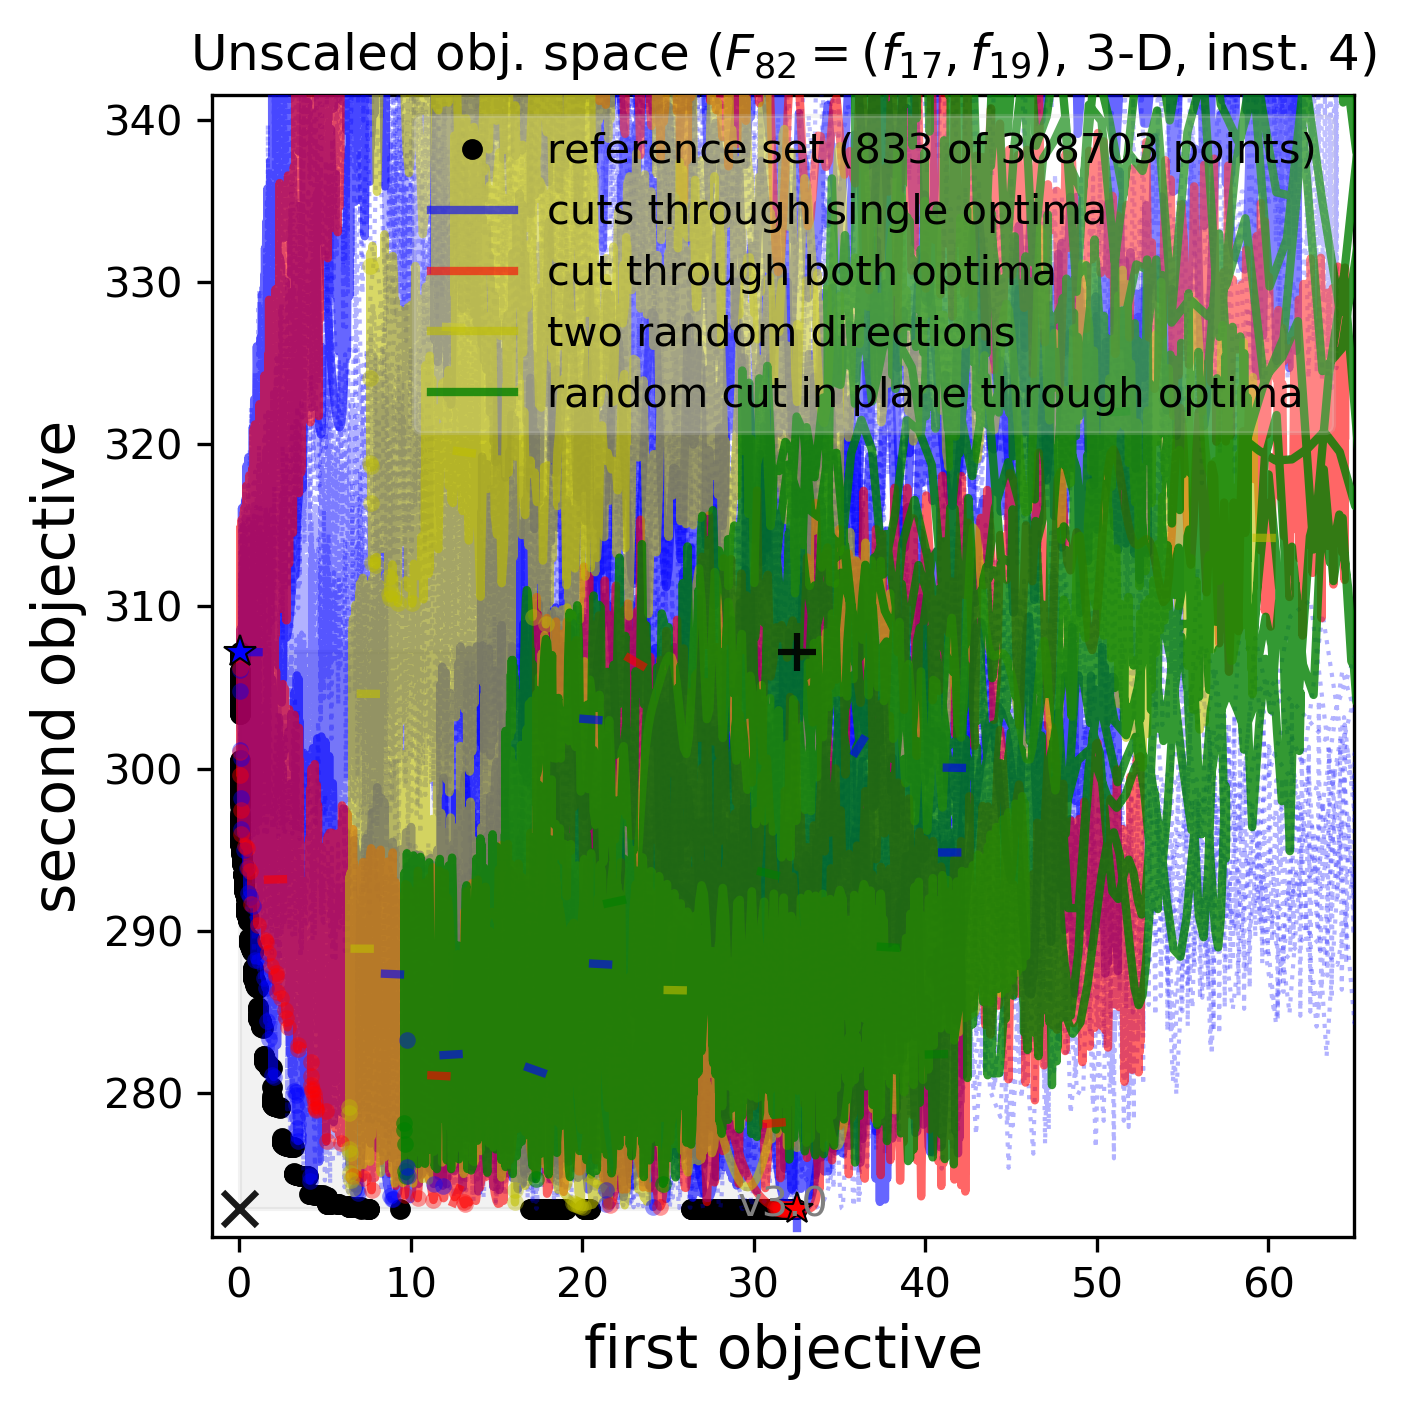 Unscaled obj. space (F82 = (f17, f19), 3-D, inst. 4)
reference set (833 of 308703 points)
cuts through single optima
cut through both optima
two random directions
random cut in plane through optima
340
330
320
310
300
290
280
second objective
v3.0
0 10 20 30 40 50 60
first objective